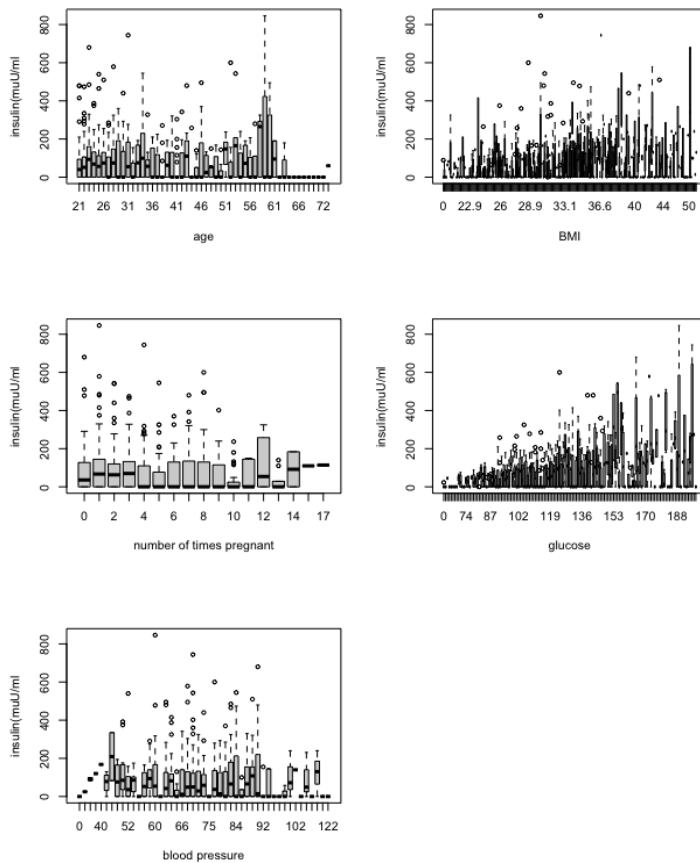 insulin(muU/ml
0 200 400 600 800
21 26 31 36 41 46 51 56 61 66 72
age
insulin(muU/ml
0 200 400 600 800
0 22.9 26 28.9 33.1 36.6 40 44 50
BMI
insulin(muU/ml
0 200 400 600 800
0 2 4 6 8 10 12 14 17
number of times pregnant
insulin(muU/ml
0 200 400 600 800
0 74 87 102 119 136 153 170 188
glucose
insulin(muU/ml
0 200 400 600 800
0 40 52 60 66 75 84 92 102 122
blood pressure